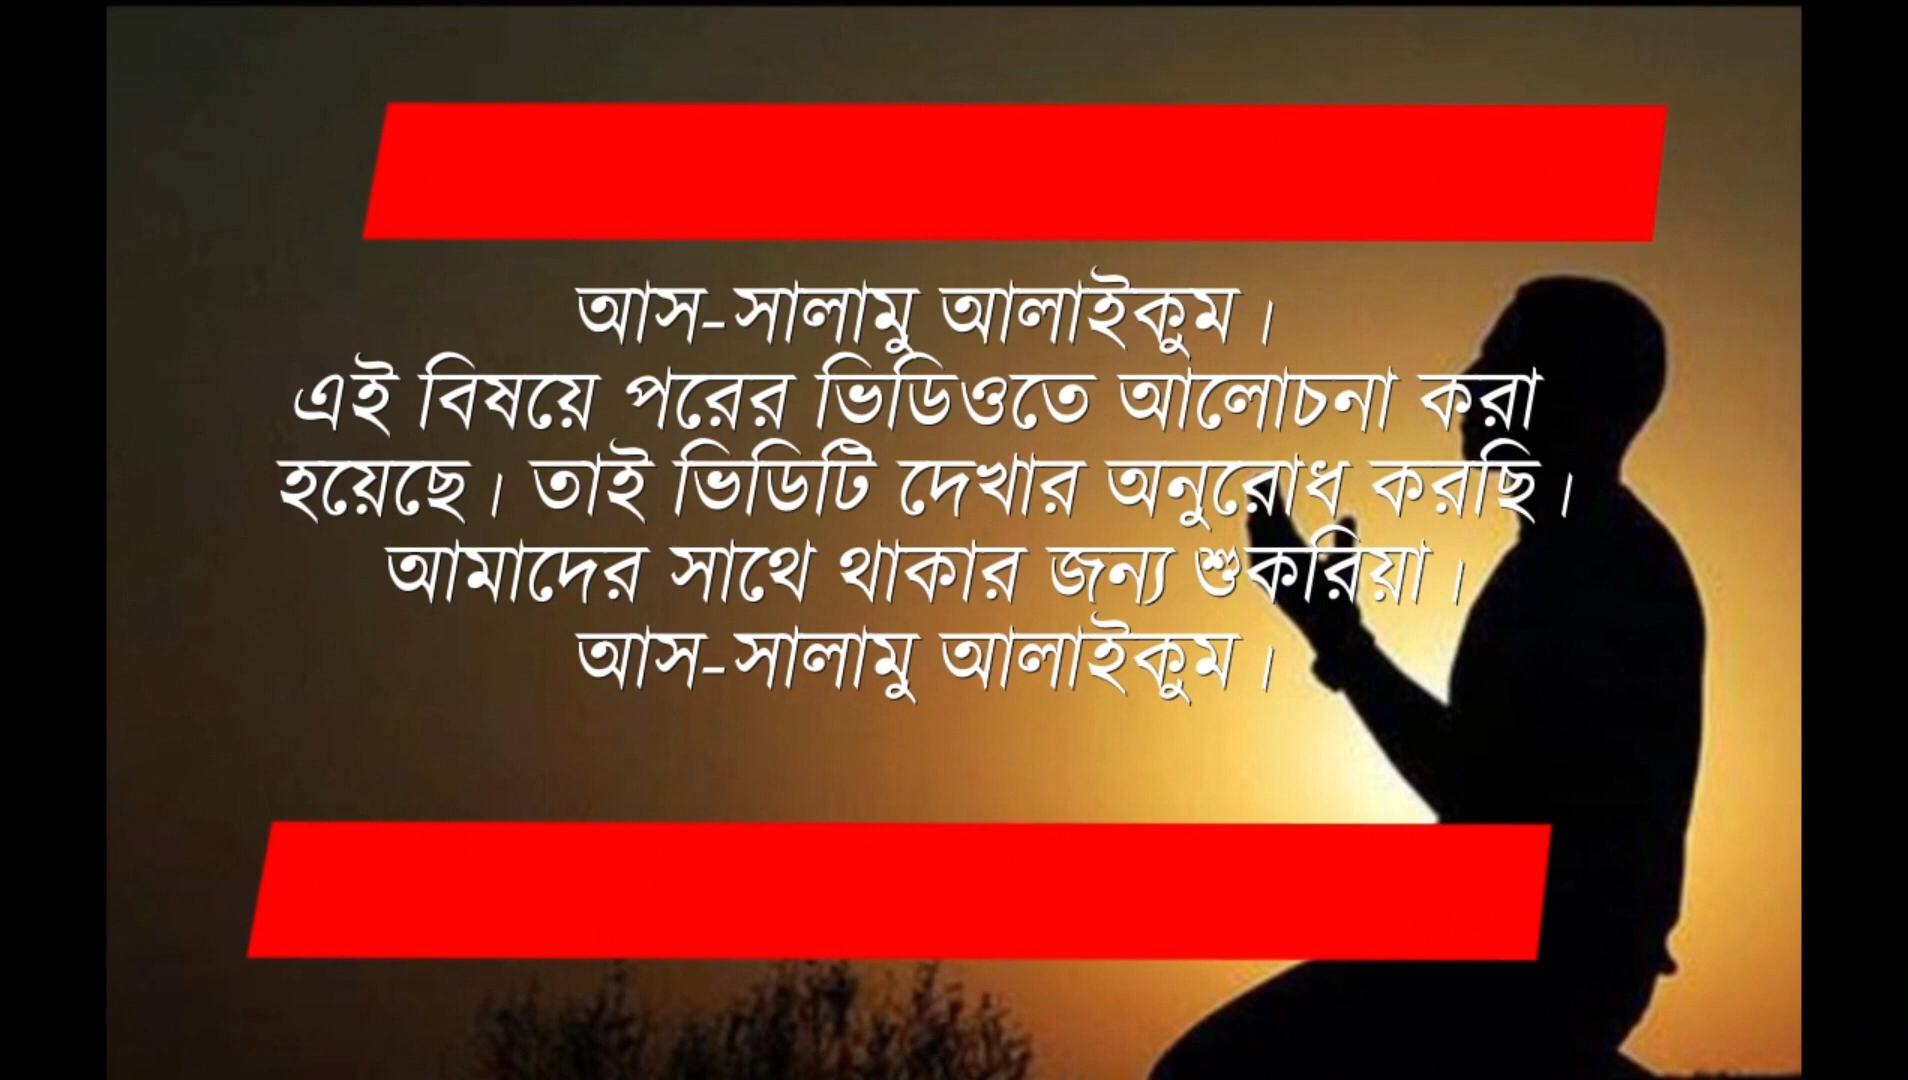 আস-সালামু আলাইকুম।
এই বিষয়ে পরের ভিডিওতে আলোচনা করা
হয়েছে। তাই ভিডিটি দেখার অনুরোধ করছি।
আমাদের সাথে থাকার জন্য শুকরিয়া।
আস-সালামু আলাইকুম।